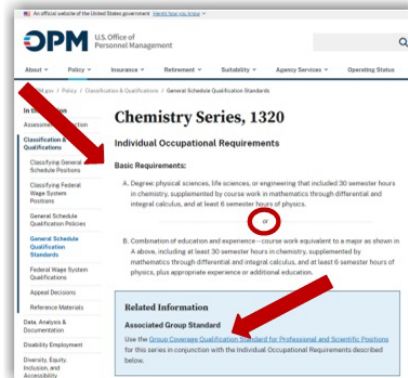 An official website of the United States government Here's how you know
OPM U.S. Office of
Personnel Management
About Policy Insurance Retirement Suitability Agency Services Operating Status
.gov / Policy / Classification & Qualifications / General Schedule Qualification Standards
In
Classification &
Qualifications
Classifying General
Schedule Positions
Classifying Federal
Wage System
Positions
General Schedule
Qualification Policies
General Schedule
Qualification
Standards
Federal Wage System
Qualifications
Appeal Decisions
Reference Materials
Data, Analysis &
Documentation
Disability Employment
Diversity, Equity,
Inclusion, and
Accessibility
Chemistry Series, 1320
Individual Occupational Requirements
Basic Requirements:
A. Degree: physical sciences, life sciences, or engineering that included 30 semester hours
in chemistry, supplemented by course work in mathematics through differential and
integral calculus, and at least 6 semester hours of physics.
or
B. Combination of education and experience--course work equivalent to a major as shown in
A above, including at least 30 semester hours in chemistry, supplemented by
mathematics through differential and integral calculus, and at least 6 semester hours of
physics, plus appropriate experience or additional education.
Related Information
Associated Group Standard
Use the Group Coverage Qualification Standard for Professional and Scientific Positions
for this series in conjunction with the Individual Occupational Requirements described
below.